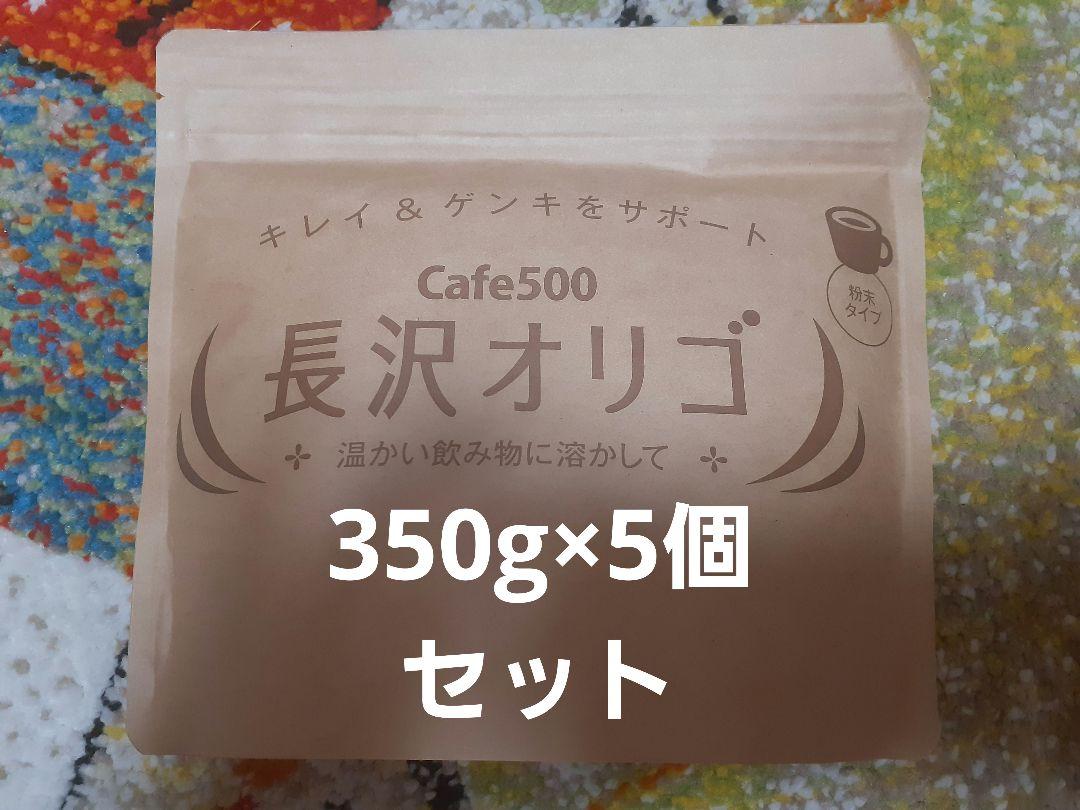 キレイ & ゲンキをサポート
Cafe500
長沢オリゴ
粉末
タイプ
温かい飲み物に溶かして
350g×5個
セット